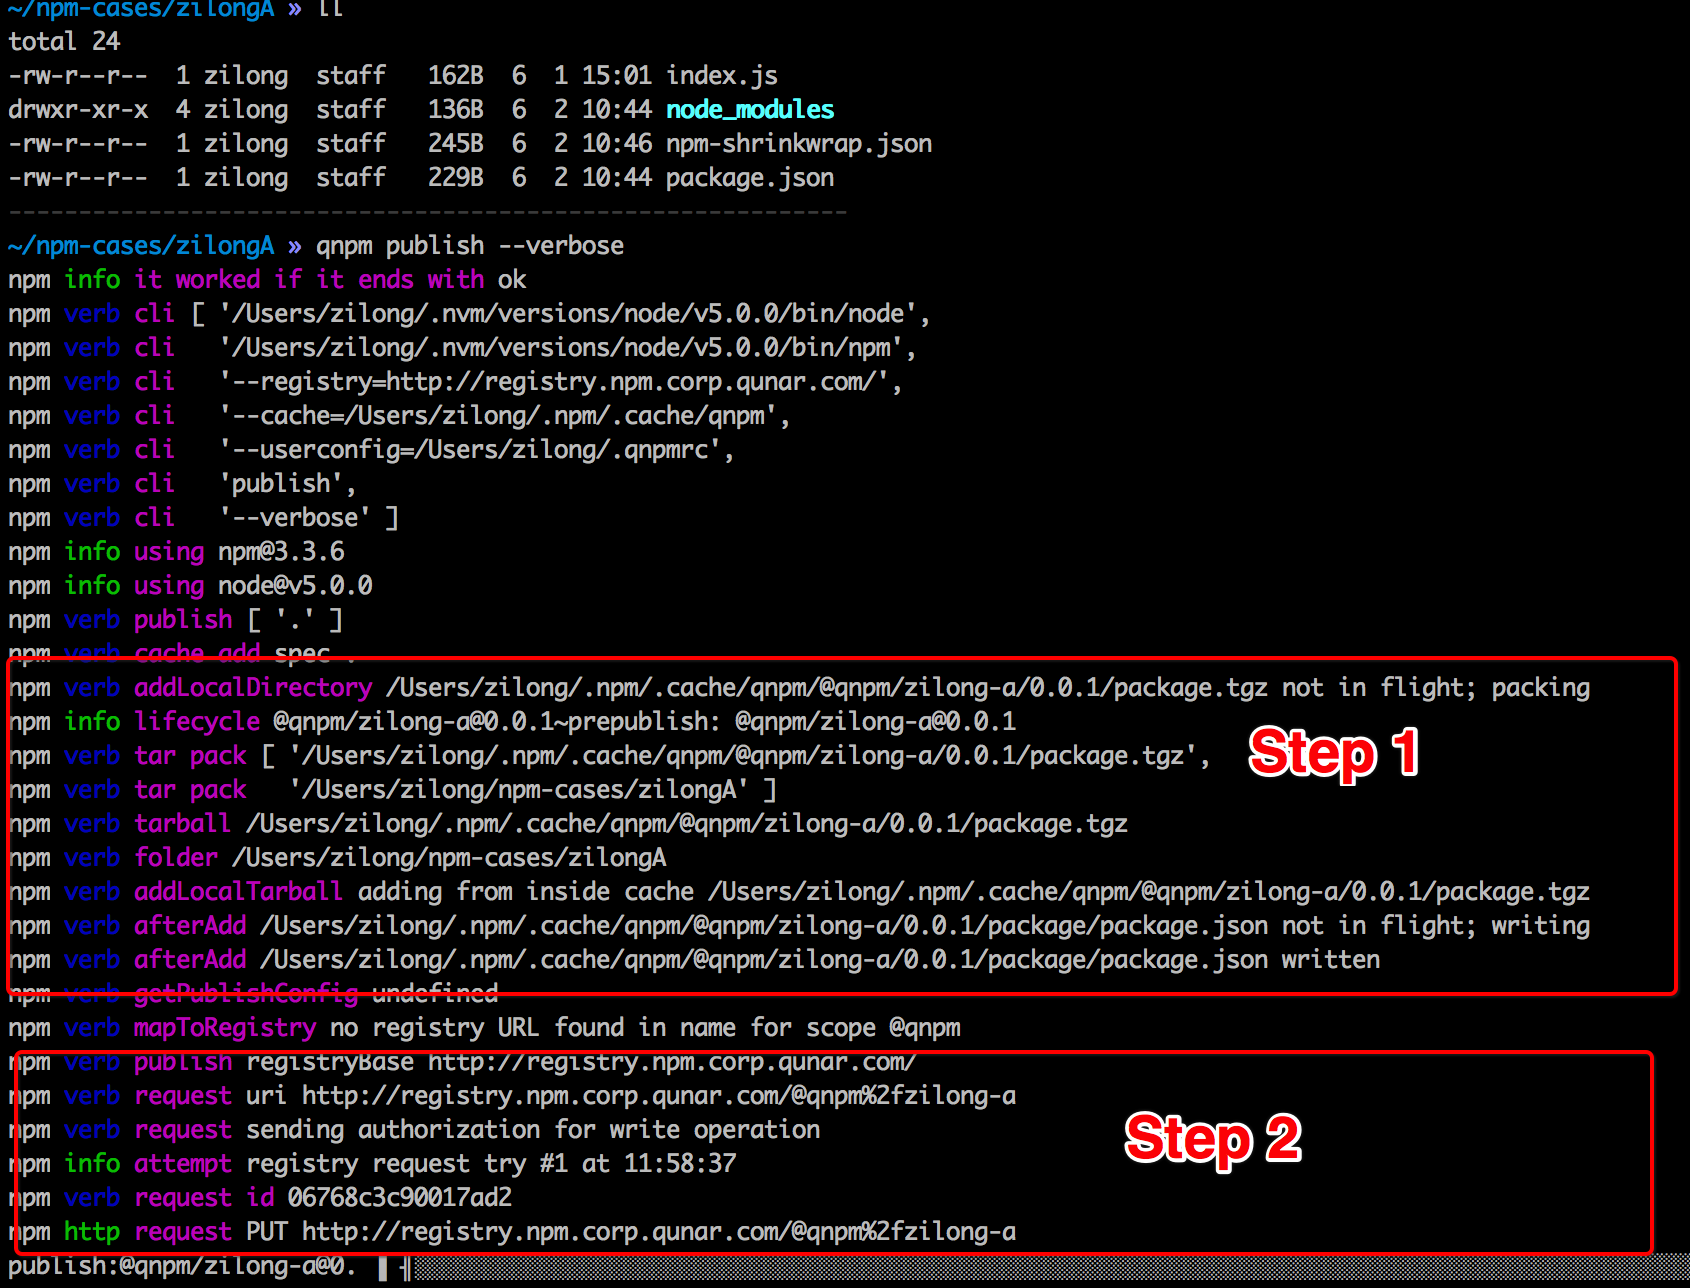 ~/npm-cases/zilongA » ll
total 24
-rw-r--r--  1 zilong  staff   162B  6  1 15:01 index.js
drwxr-xr-x  4 zilong  staff   136B  6  2 10:44 node_modules
-rw-r--r--  1 zilong  staff   245B  6  2 10:46 npm-shrinkwrap.json
-rw-r--r--  1 zilong  staff   229B  6  2 10:44 package.json
------------------------------------------------------------
~/npm-cases/zilongA » qnpm publish --verbose
npm info it worked if it ends with ok
npm verb cli [ '/Users/zilong/.nvm/versions/node/v5.0.0/bin/node',
npm verb cli   '/Users/zilong/.nvm/versions/node/v5.0.0/bin/npm',
npm verb cli   '--registry=http://registry.npm.corp.qunar.com/',
npm verb cli   '--cache=/Users/zilong/.npm/.cache/qnpm',
npm verb cli   '--userconfig=/Users/zilong/.qnpmrc',
npm verb cli   'publish',
npm verb cli   '--verbose' ]
npm info using npm@3.3.6
npm info using node@v5.0.0
npm verb publish [ '.' ]
npm verb cache add spec .
npm verb addLocalDirectory /Users/zilong/.npm/.cache/qnpm/@qnpm/zilong-a/0.0.1/package.tgz not in flight; packing
npm info lifecycle @qnpm/zilong-a@0.0.1~prepublish: @qnpm/zilong-a@0.0.1
npm verb tar pack [ '/Users/zilong/.npm/.cache/qnpm/@qnpm/zilong-a/0.0.1/package.tgz',
Step 1
npm verb tar pack   '/Users/zilong/npm-cases/zilongA' ]
npm verb tarball /Users/zilong/.npm/.cache/qnpm/@qnpm/zilong-a/0.0.1/package.tgz
npm verb folder /Users/zilong/npm-cases/zilongA
npm verb addLocalTarball adding from inside cache /Users/zilong/.npm/.cache/qnpm/@qnpm/zilong-a/0.0.1/package.tgz
npm verb afterAdd /Users/zilong/.npm/.cache/qnpm/@qnpm/zilong-a/0.0.1/package/package.json not in flight; writing
npm verb afterAdd /Users/zilong/.npm/.cache/qnpm/@qnpm/zilong-a/0.0.1/package/package.json written
npm verb getPublishConfig undefined
npm verb mapToRegistry no registry URL found in name for scope @qnpm
npm verb publish registryBase http://registry.npm.corp.qunar.com/
npm verb request uri http://registry.npm.corp.qunar.com/@qnpm%2fzilong-a
npm verb request sending authorization for write operation
Step 2
npm info attempt registry request try #1 at 11:58:37
npm verb request id 06768c3c90017ad2
npm http request PUT http://registry.npm.corp.qunar.com/@qnpm%2fzilong-a
publish:@qnpm/zilong-a@0.